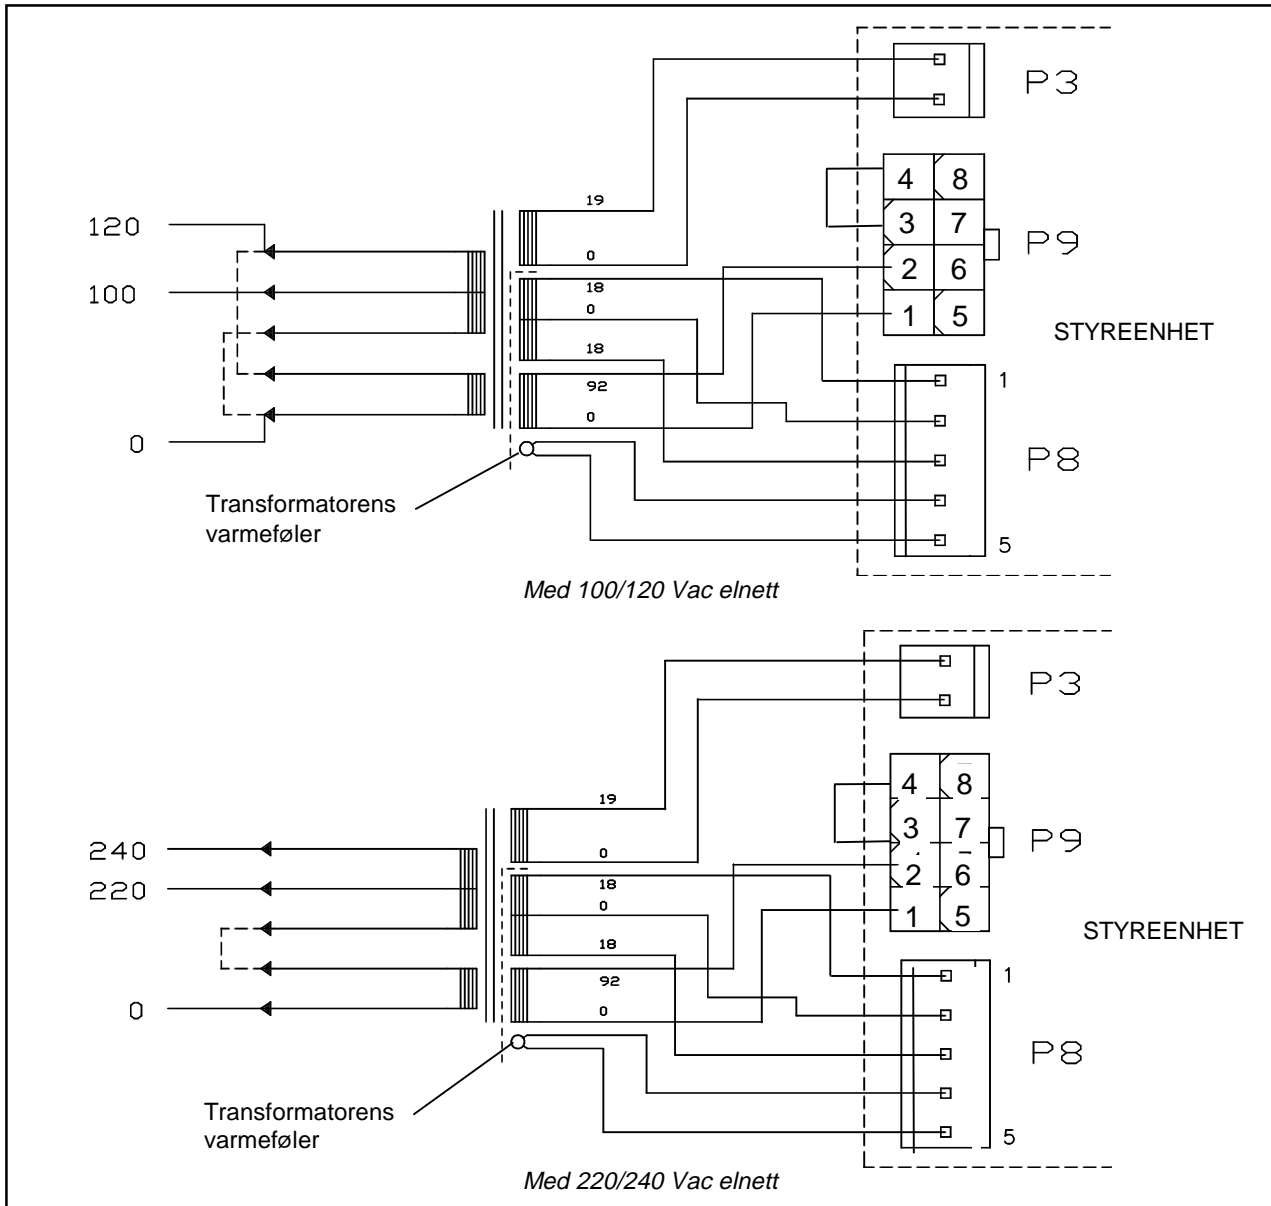 P3
19
0
120
100
0
18
0
18
92
0
4 8
3 7
2 6
1 5
P9
STYREENHET
1
P8
5
Transformatorens
varmeføler
Med 100/120 Vac elnett
P3
19
0
240
220
0
18
0
18
92
0
4 8
3 7
2 6
1 5
P9
STYREENHET
1
P8
5
Transformatorens
varmeføler
Med 220/240 Vac elnett